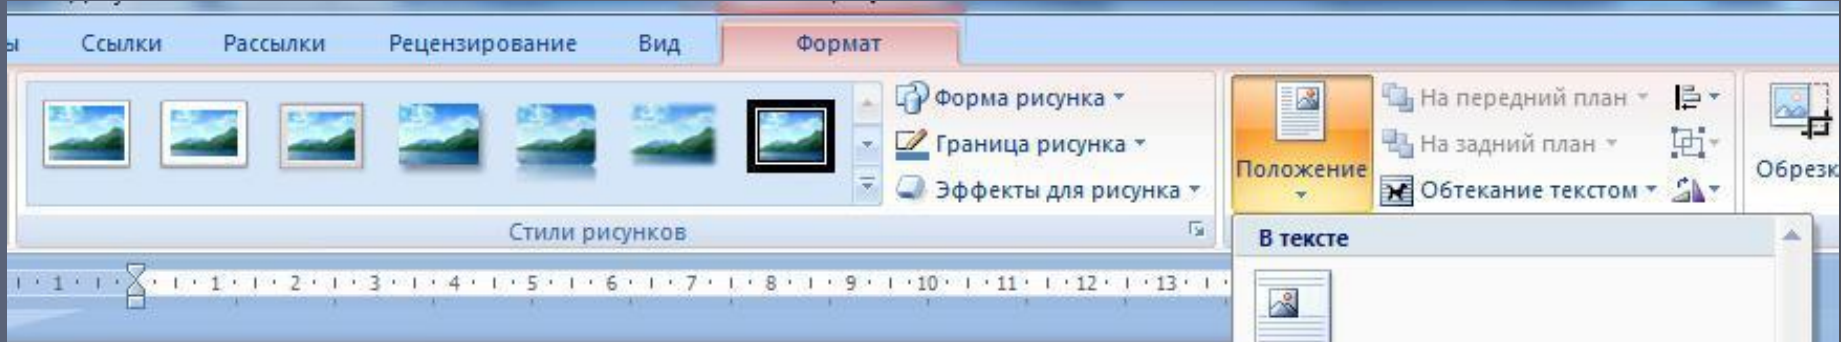 Ссылки Рассылки Рецензирование Вид Формат
Форма рисунка
Граница рисунка
Эффекты для рисунка
Стили рисунков
Положение
На передний план
На задний план
Обтекание текстом
Обрезк
В тексте
1 1 2 3 4 5 6 7 8 9 10 11 12 13